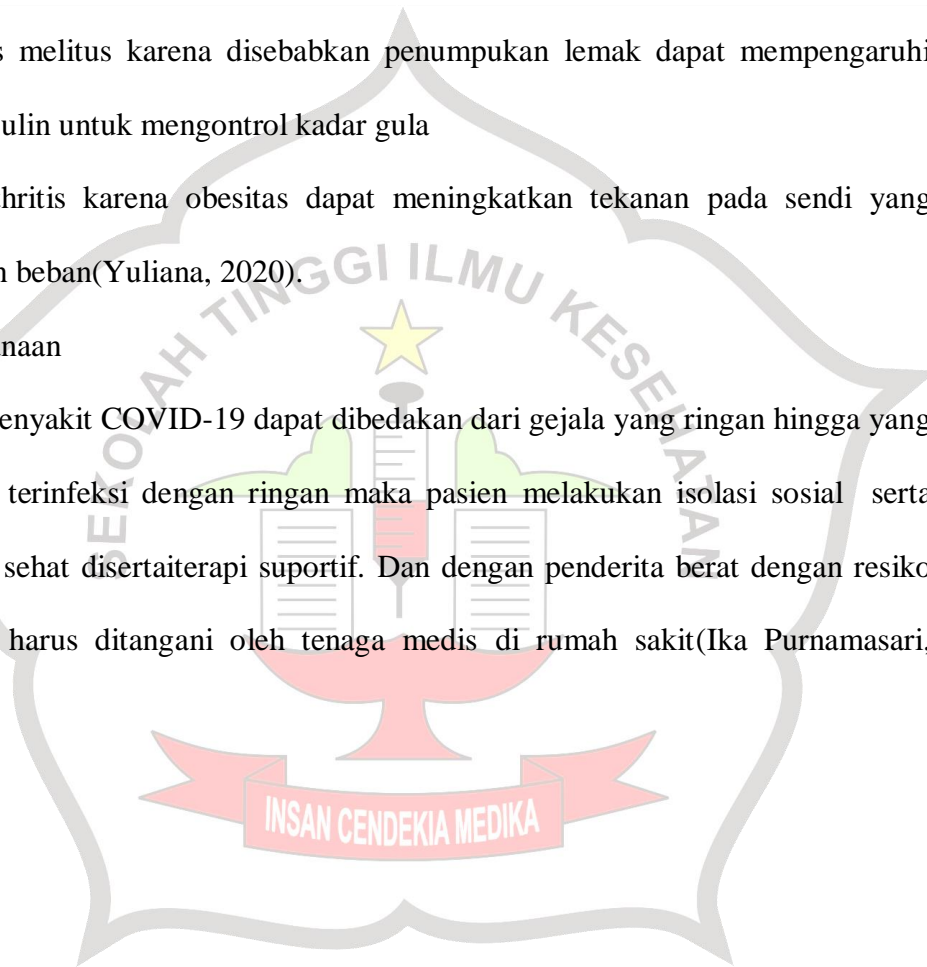 s melitus karena disebabkan penumpukan lemak dapat mempengaruhi
ulin untuk mengontrol kadar gula
hritis karena obesitas dapat meningkatkan tekanan pada sendi yang
n beban(Yuliana, 2020).
SEKOLAH TINGGI ILMU KESEHATAN
naan
enyakit COVID-19 dapat dibedakan dari gejala yang ringan hingga yang
terinfeksi dengan ringan maka pasien melakukan isolasi sosial serta
sehat disertaiterapi suportif. Dan dengan penderita berat dengan resiko
harus ditangani oleh tenaga medis di rumah sakit(Ika Purnamasari,
INSAN CENDEKIA MEDIKA